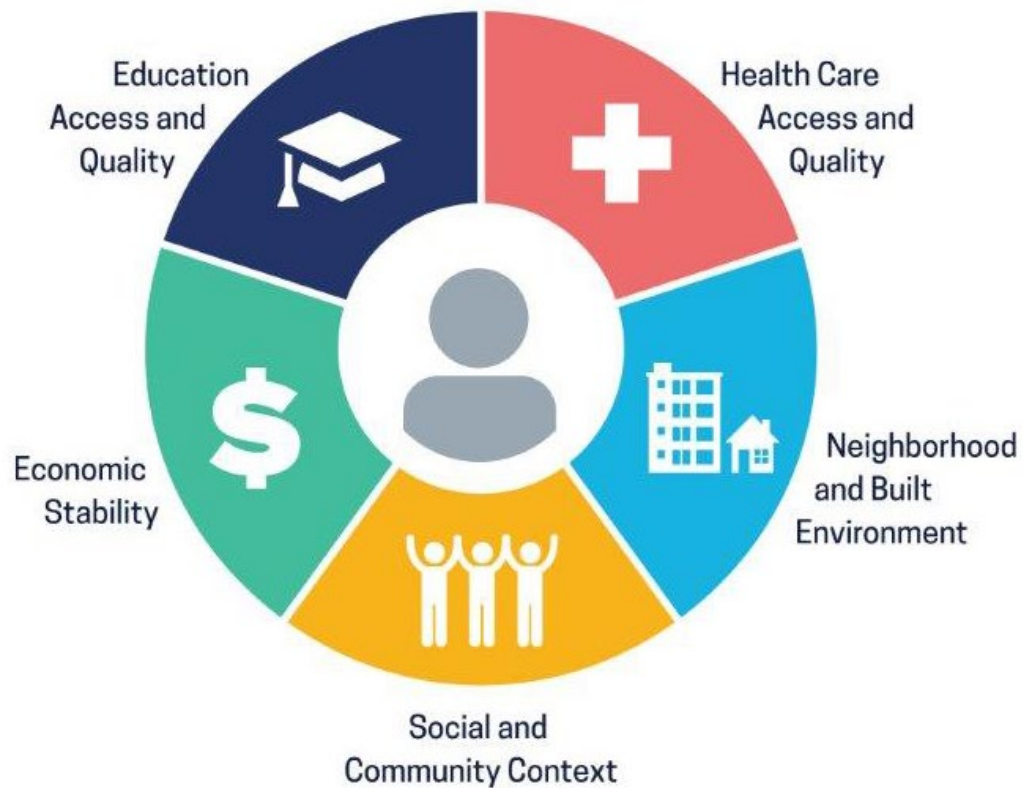 Education
Access and
Quality
Health Care
Access and
Quality
Economic
Stability
Neighborhood
and Built
Environment
Social and
Community Context